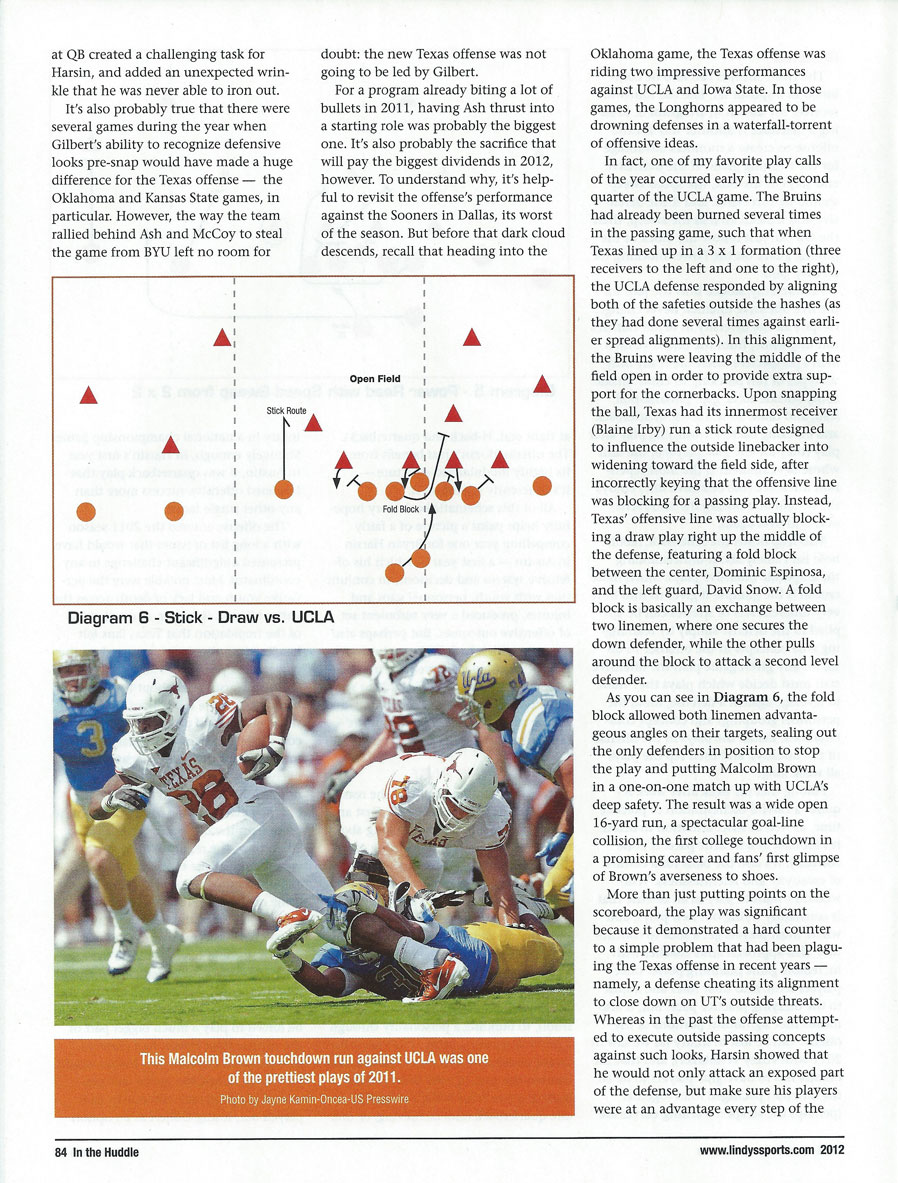 at QB created a challenging task for
Harsin, and added an unexpected wrin-
kle that he was never able to iron out.
It's also probably true that there were
several games during the year when
Gilbert's ability to recognize defensive
looks pre-snap would have made a huge
difference for the Texas offense — the
Oklahoma and Kansas State games, in
particular. However, the way the team
rallied behind Ash and McCoy to steal
the game from BYU left no room for
doubt: the new Texas offense was not
going to be led by Gilbert.
For a program already biting a lot of
bullets in 2011, having Ash thrust into
a starting role was probably the biggest
one. It's also probably the sacrifice that
will pay the biggest dividends in 2012,
however. To understand why, it's help-
ful to revisit the offense's performance
against the Sooners in Dallas, its worst
of the season. But before that dark cloud
descends, recall that heading into the
Oklahoma game, the Texas offense was
riding two impressive performances
against UCLA and Iowa State. In those
games, the Longhorns appeared to be
drowning defenses in a waterfall-torrent
of offensive ideas.
In fact, one of my favorite play calls
of the year occurred early in the second
quarter of the UCLA game. The Bruins
had already been burned several times
in the passing game, such that when
Texas lined up in a 3 x 1 formation (three
receivers to the left and one to the right),
the UCLA defense responded by aligning
both of the safeties outside the hashes (as
they had done several times against earli-
er spread alignments). In this alignment,
the Bruins were leaving the middle of the
field open in order to provide extra sup-
port for the cornerbacks. Upon snapping
the ball, Texas had its innermost receiver
(Blaine Irby) run a stick route designed
to influence the outside linebacker into
widening toward the field side, after
incorrectly keying that the offensive line
was blocking for a passing play. Instead,
Texas' offensive line was actually block-
ing a draw play right up the middle of
the defense, featuring a fold block
between the center, Dominic Espinosa,
and the left guard, David Snow. A fold
block is basically an exchange between
two linemen, where one secures the
down defender, while the other pulls
around the block to attack a second level
defender.
As you can see in Diagram 6, the fold
block allowed both linemen advanta-
geous angles on their targets, sealing out
the only defenders in position to stop
the play and putting Malcolm Brown
in a one-on-one match up with UCLA's
deep safety. The result was a wide open
16-yard run, a spectacular goal-line
collision, the first college touchdown in
a promising career and fans' first glimpse
of Brown's averseness to shoes.
More than just putting points on the
scoreboard, the play was significant
because it demonstrated a hard counter
to a simple problem that had been plagu-
ing the Texas offense in recent years —
namely, a defense cheating its alignment
to close down on UT's outside threats.
Whereas in the past the offense attempt-
ed to execute outside passing concepts
against such looks, Harsin showed that
he would not only attack an exposed part
of the defense, but make sure his players
were at an advantage every step of the
Open Field
Stick Route
Fold Block
Diagram 6 - Stick - Draw vs. UCLA
3
28
TEXAS
28
72
TEXAS
72
Ucla
81
TEXAS
This Malcolm Brown touchdown run against UCLA was one
of the prettiest plays of 2011.
Photo by Jayne Kamin-Oncea-US Presswire
84 In the Huddle
www.lindyssports.com 2012